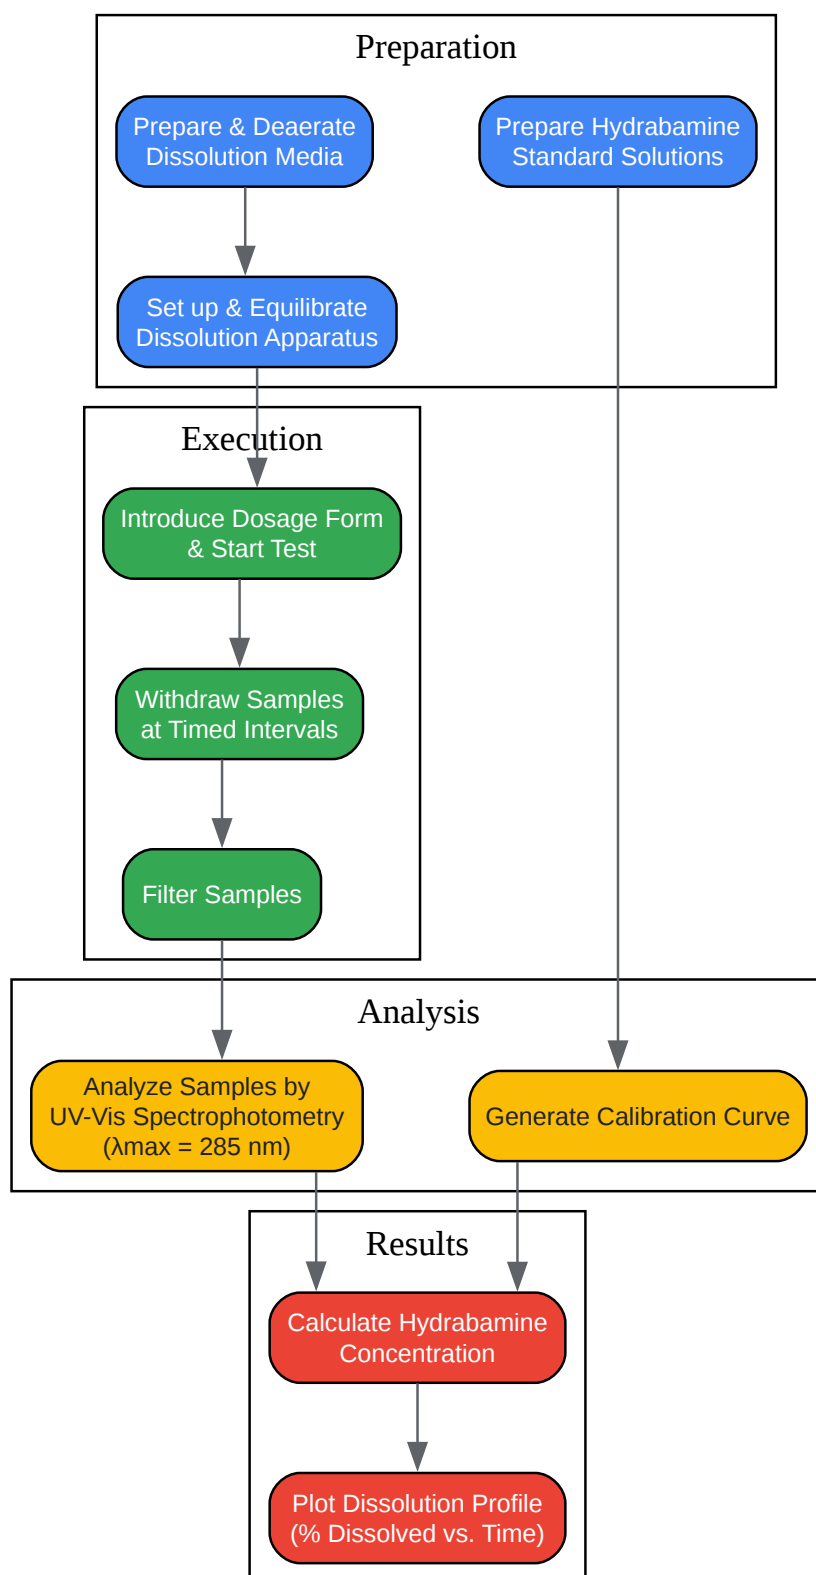 Preparation
Prepare & Deaerate
Dissolution Media
Prepare Hydrabamine
Standard Solutions
Set up & Equilibrate
Dissolution Apparatus
Execution
Introduce Dosage Form
& Start Test
Withdraw Samples
at Timed Intervals
Filter Samples
Analysis
Analyze Samples by
UV-Vis Spectrophotometry
(λmax = 285 nm)
Generate Calibration Curve
Results
Calculate Hydrabamine
Concentration
Plot Dissolution Profile
(% Dissolved vs. Time)